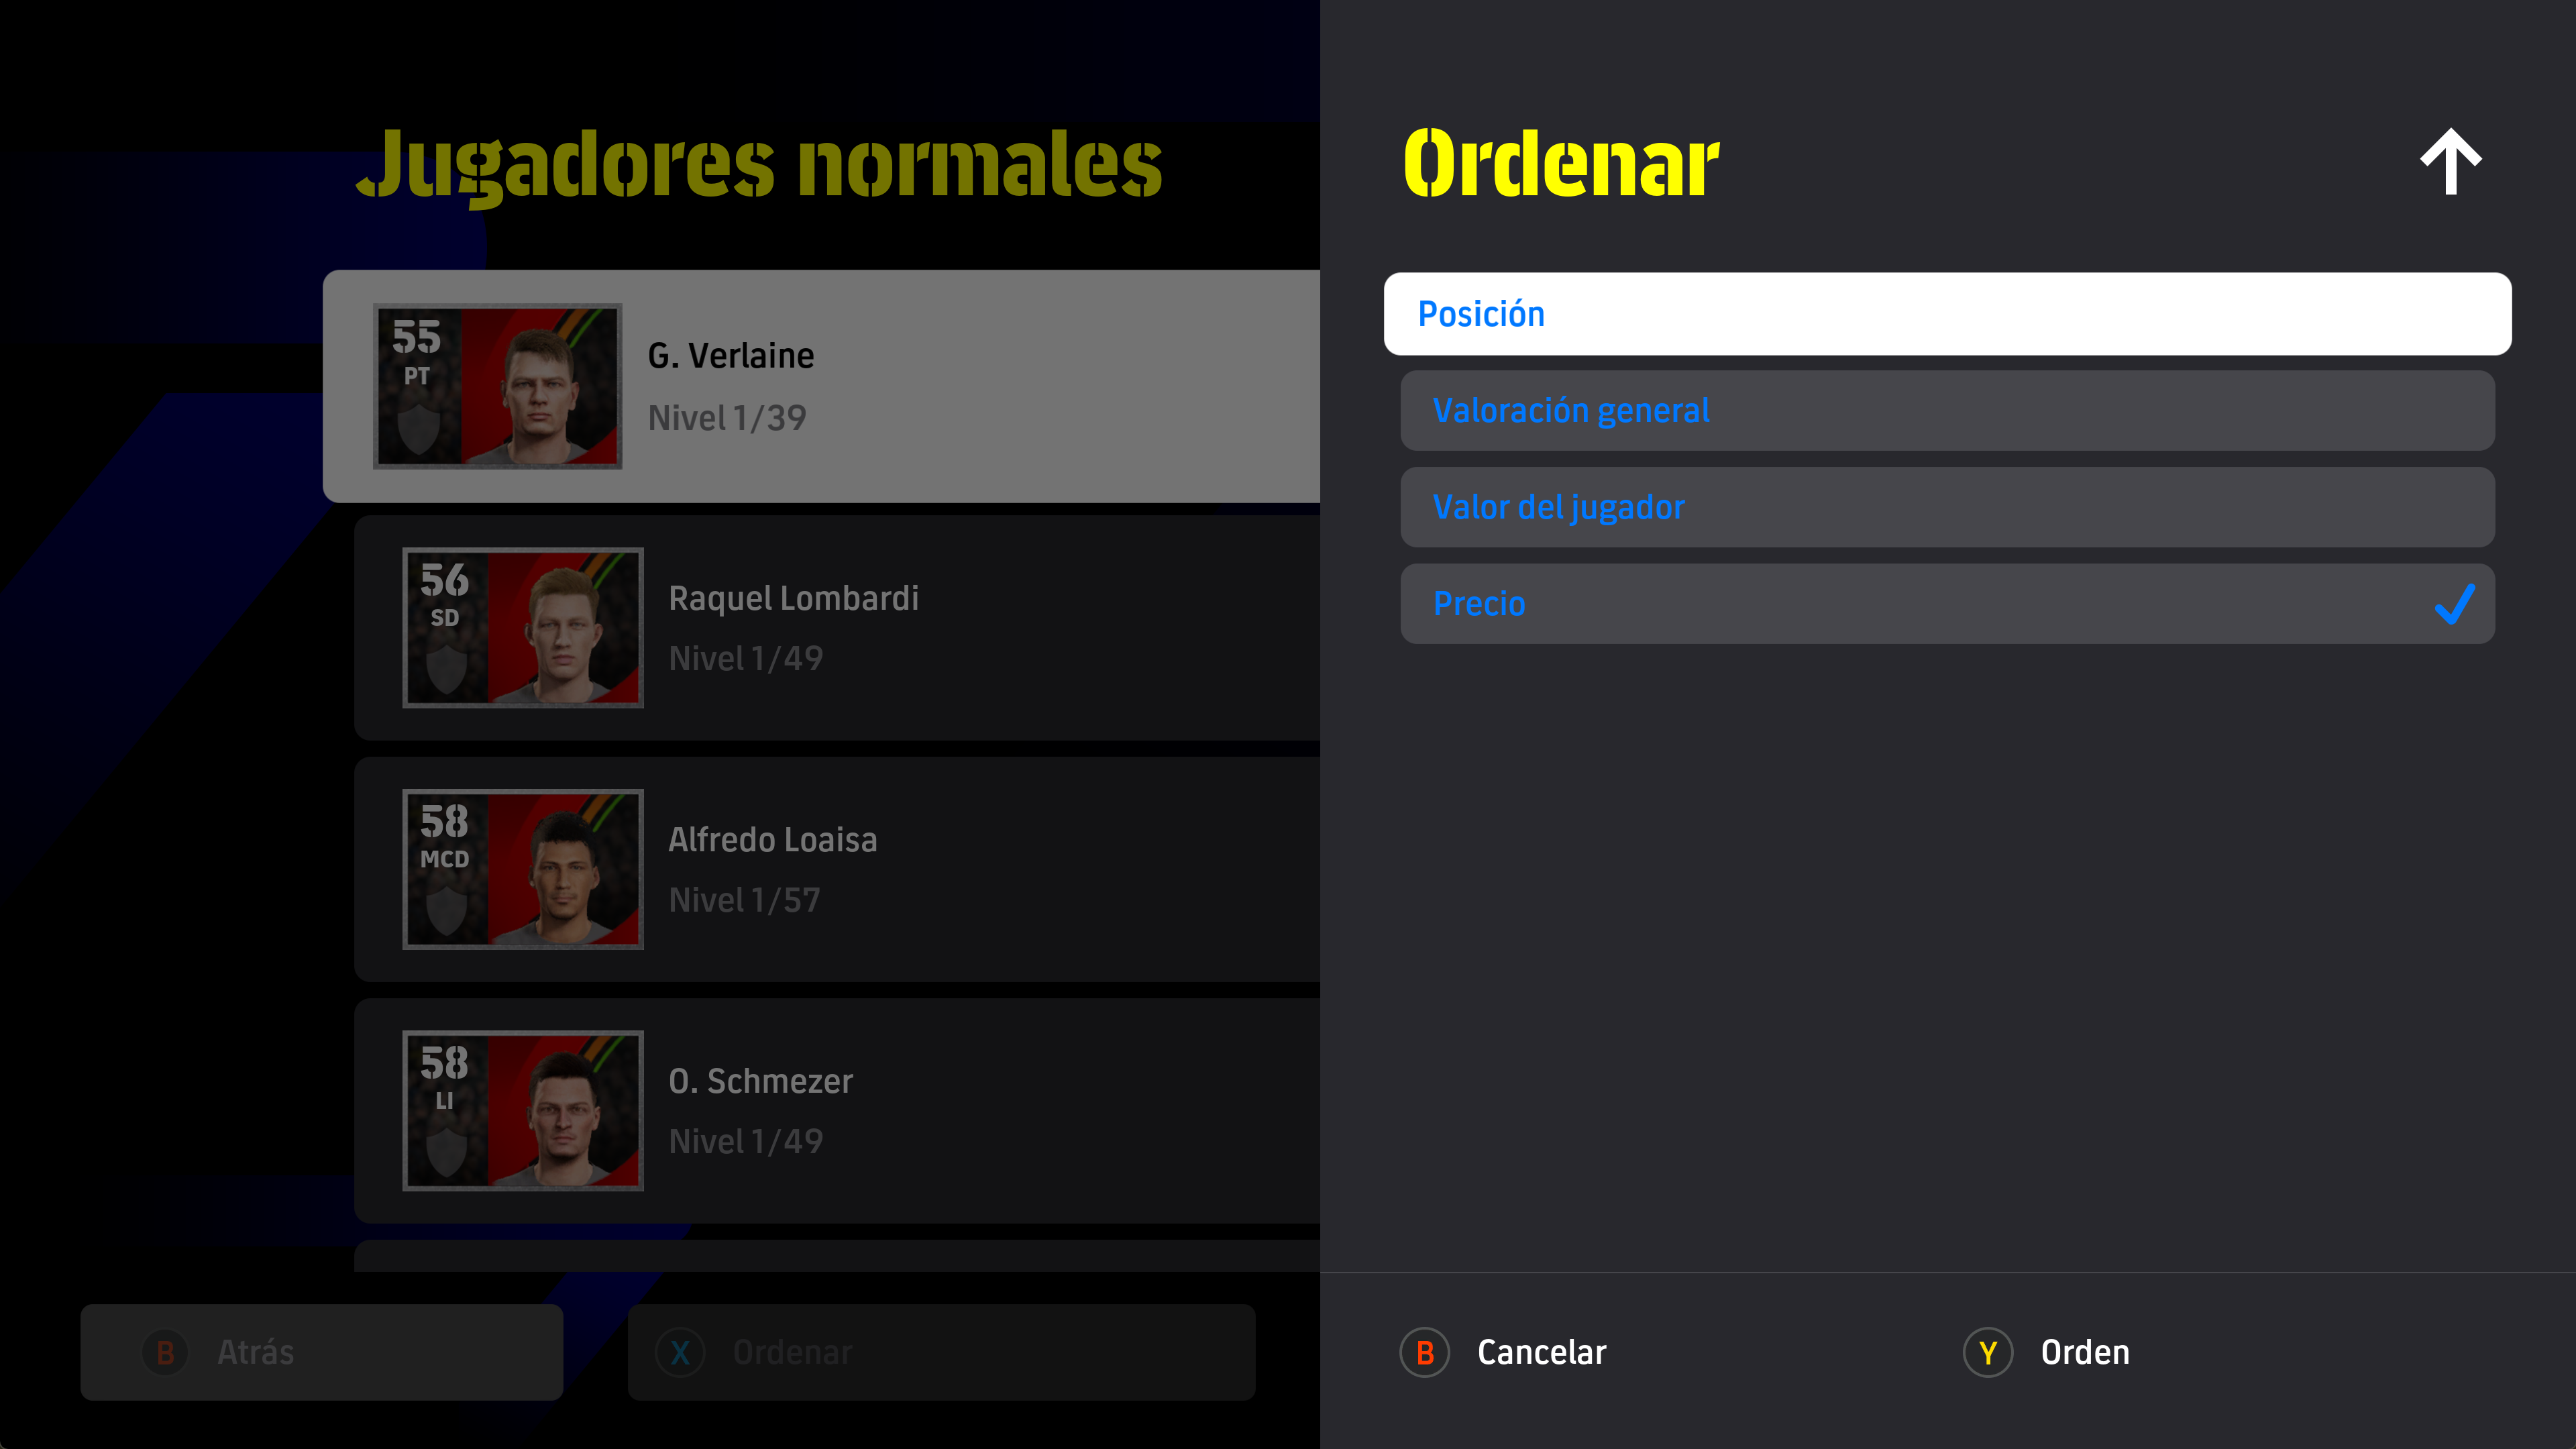 Jugadores normales
55
PT
G. Verlaine
Nivel 1/39
56
SD
Raquel Lombardi
Nivel 1/49
58
MCD
Alfredo Loaisa
Nivel 1/57
58
LI
O. Schmezer
Nivel 1/49
B Atrás
X Ordenar
Ordenar
Posición
Valoración general
Valor del jugador
Precio
B Cancelar
Y Orden